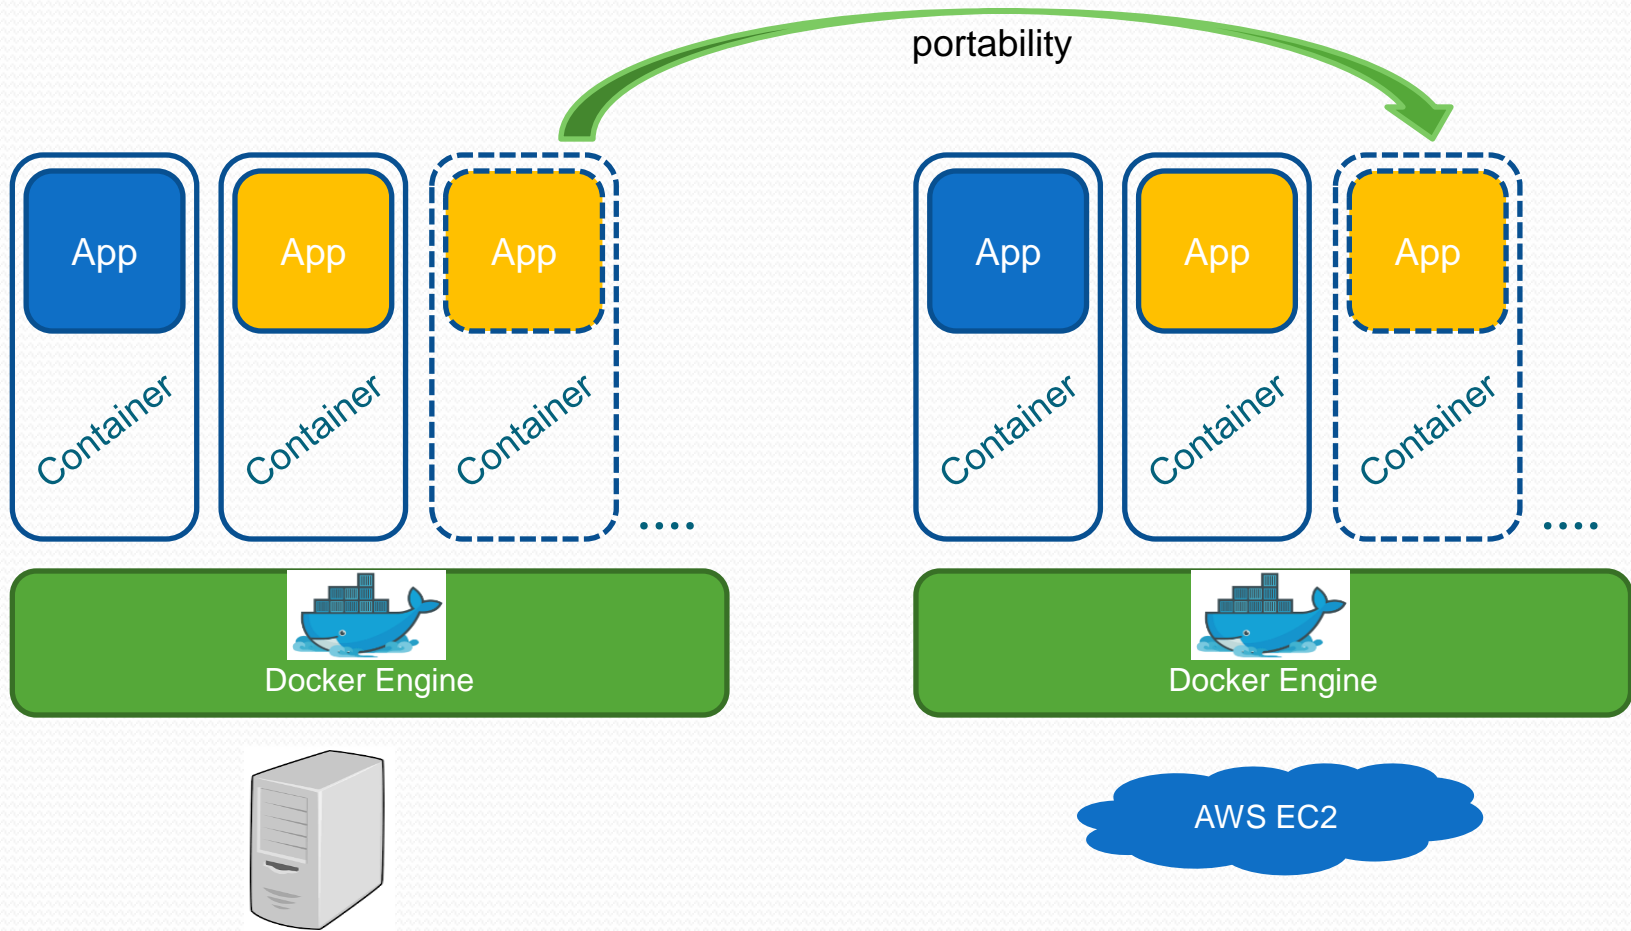 portability
App
App
App
App
App
App
Container
Container
Container
....
Container
Container
Container
....
Docker Engine
Docker Engine
AWS EC2